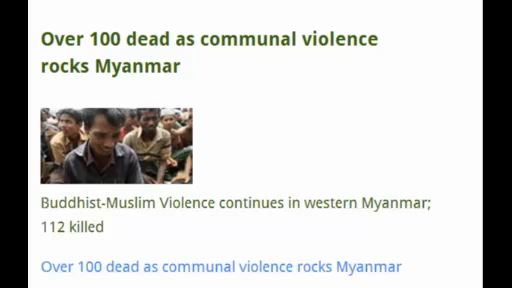 Over 100 dead as communal violence
rocks Myanmar
Buddhist-Muslim Violence continues in western Myanmar;
112 killed
Over 100 dead as communal violence rocks Myanmar